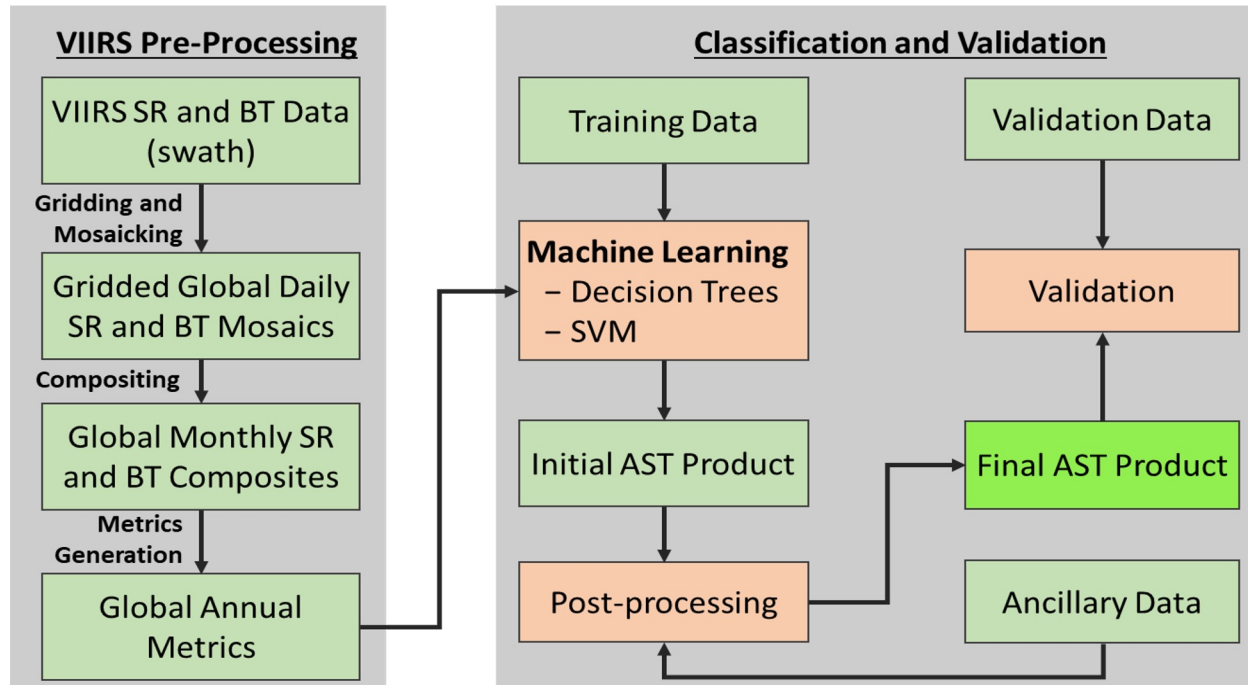 VIIRS Pre-Processing
VIIRS SR and BT Data
(swath)
Gridding and
Mosaicking
Gridded Global Daily
SR and BT Mosaics
Compositing
Global Monthly SR
and BT Composites
Metrics
Generation
Global Annual
Metrics
Classification and Validation
Training Data
Machine Learning
– Decision Trees
– SVM
Initial AST Product
Post-processing
Validation Data
Validation
Final AST Product
Ancillary Data